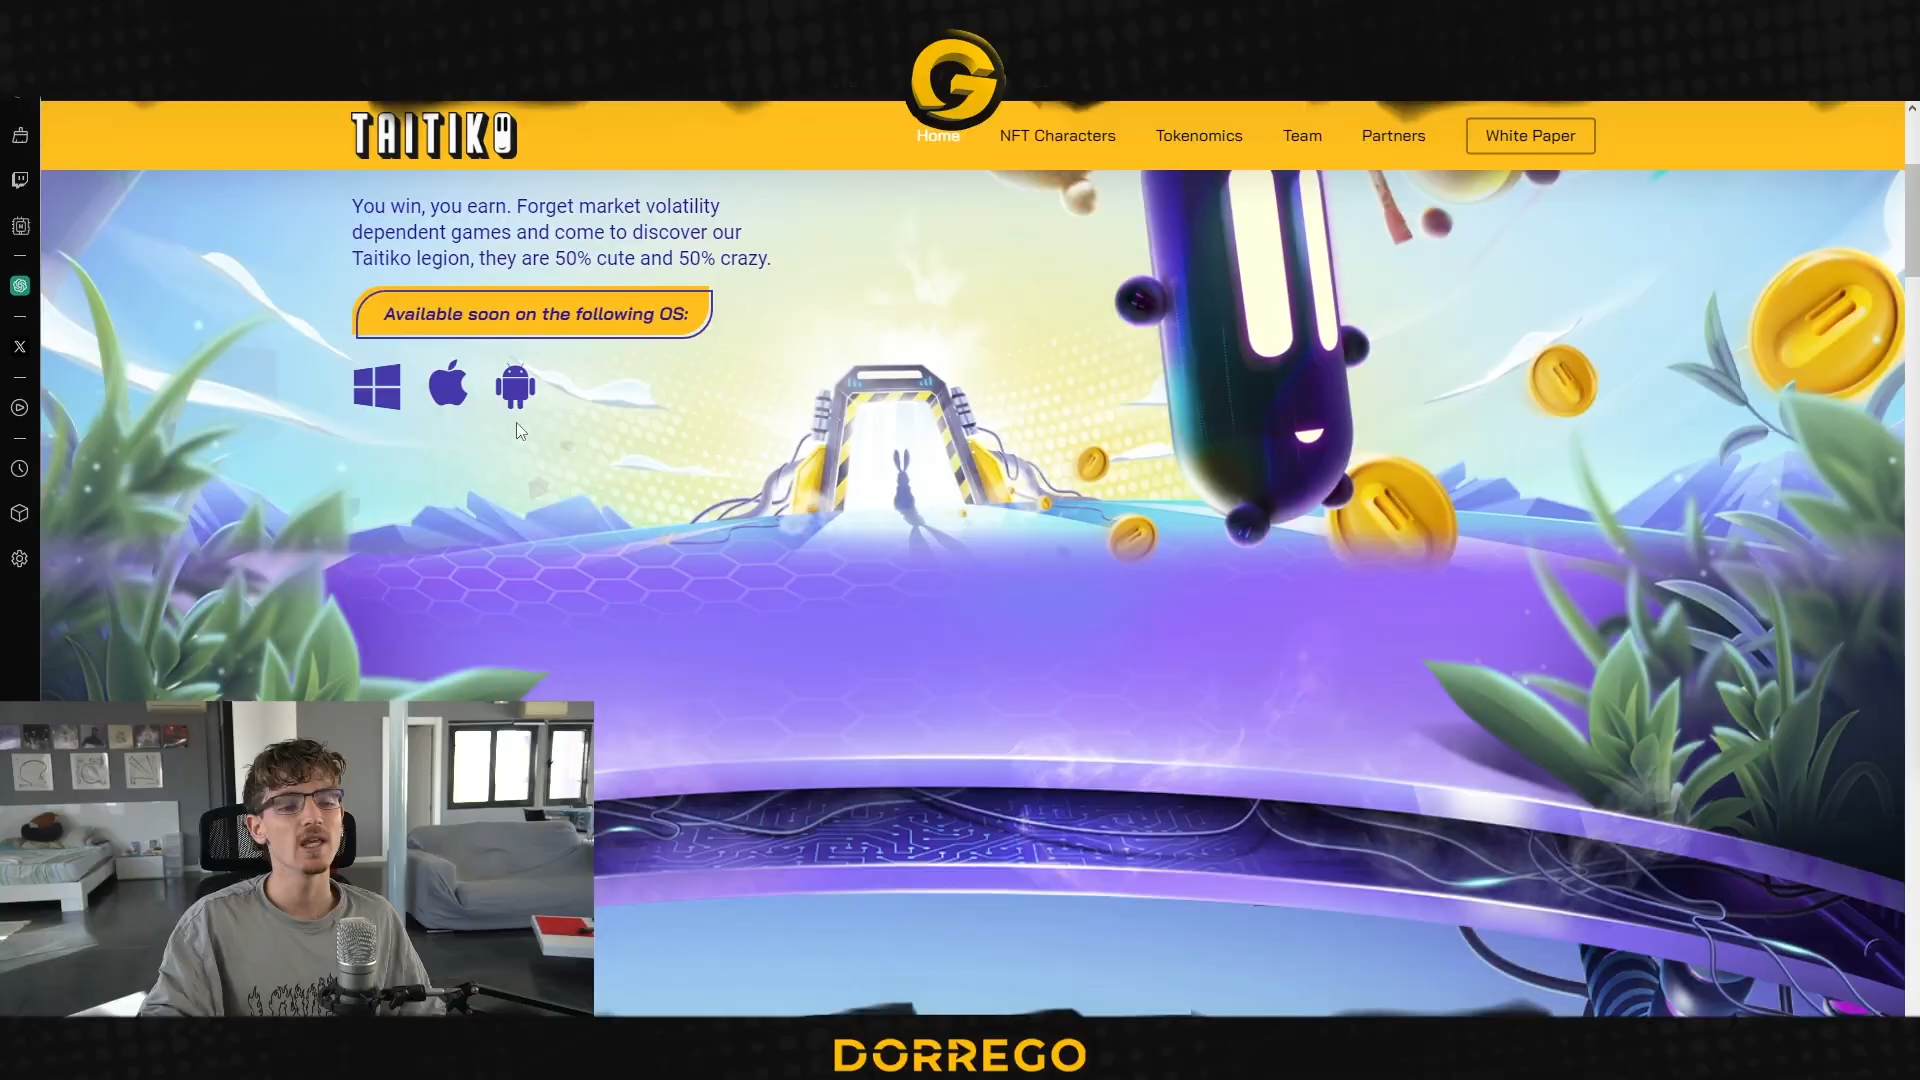 TAITIKO
Home
NFT Characters
Tokenomics
Team
Partners
White Paper
You win, you earn. Forget market volatility
dependent games and come to discover our
Taitiko legion, they are 50% cute and 50% crazy.
Available soon on the following OS:
DORREGO